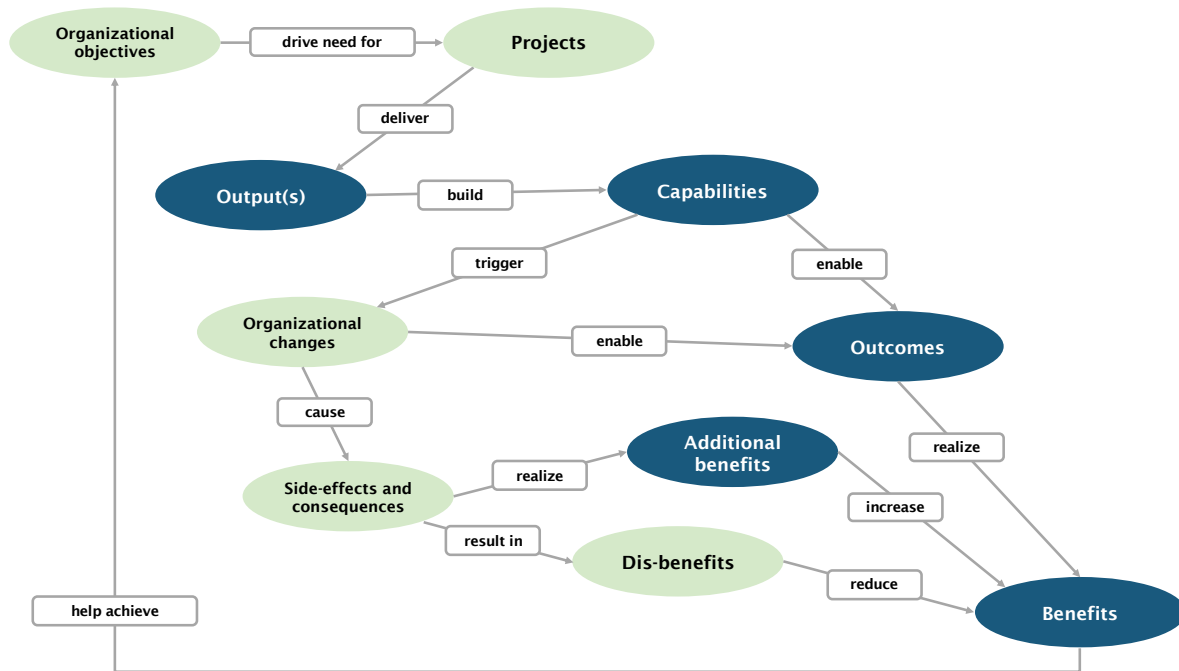 Organizational
objectives
drive need for
Projects
deliver
Output(s)
build
Capabilities
trigger
enable
Organizational
changes
enable
Outcomes
cause
Additional
benefits
realize
realize
Side-effects and
consequences
increase
result in
Dis-benefits
reduce
help achieve
Benefits